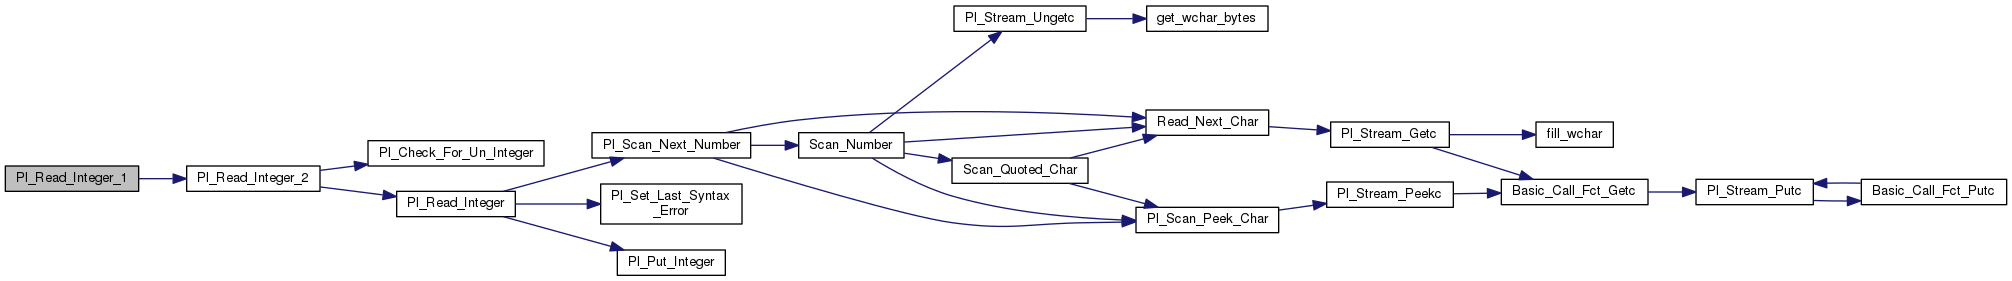 Pl_Read_Integer_1
Pl_Read_Integer_2
Pl_Check_For_Un_Integer
Pl_Read_Integer
Pl_Scan_Next_Number
Pl_Set_Last_Syntax
_Error
Pl_Put_Integer
Scan_Number
Pl_Stream_Ungetc
get_wchar_bytes
Scan_Quoted_Char
Read_Next_Char
Pl_Scan_Peek_Char
Pl_Stream_Getc
Pl_Stream_Peekc
fill_wchar
Basic_Call_Fct_Getc
Pl_Stream_Putc
Basic_Call_Fct_Putc